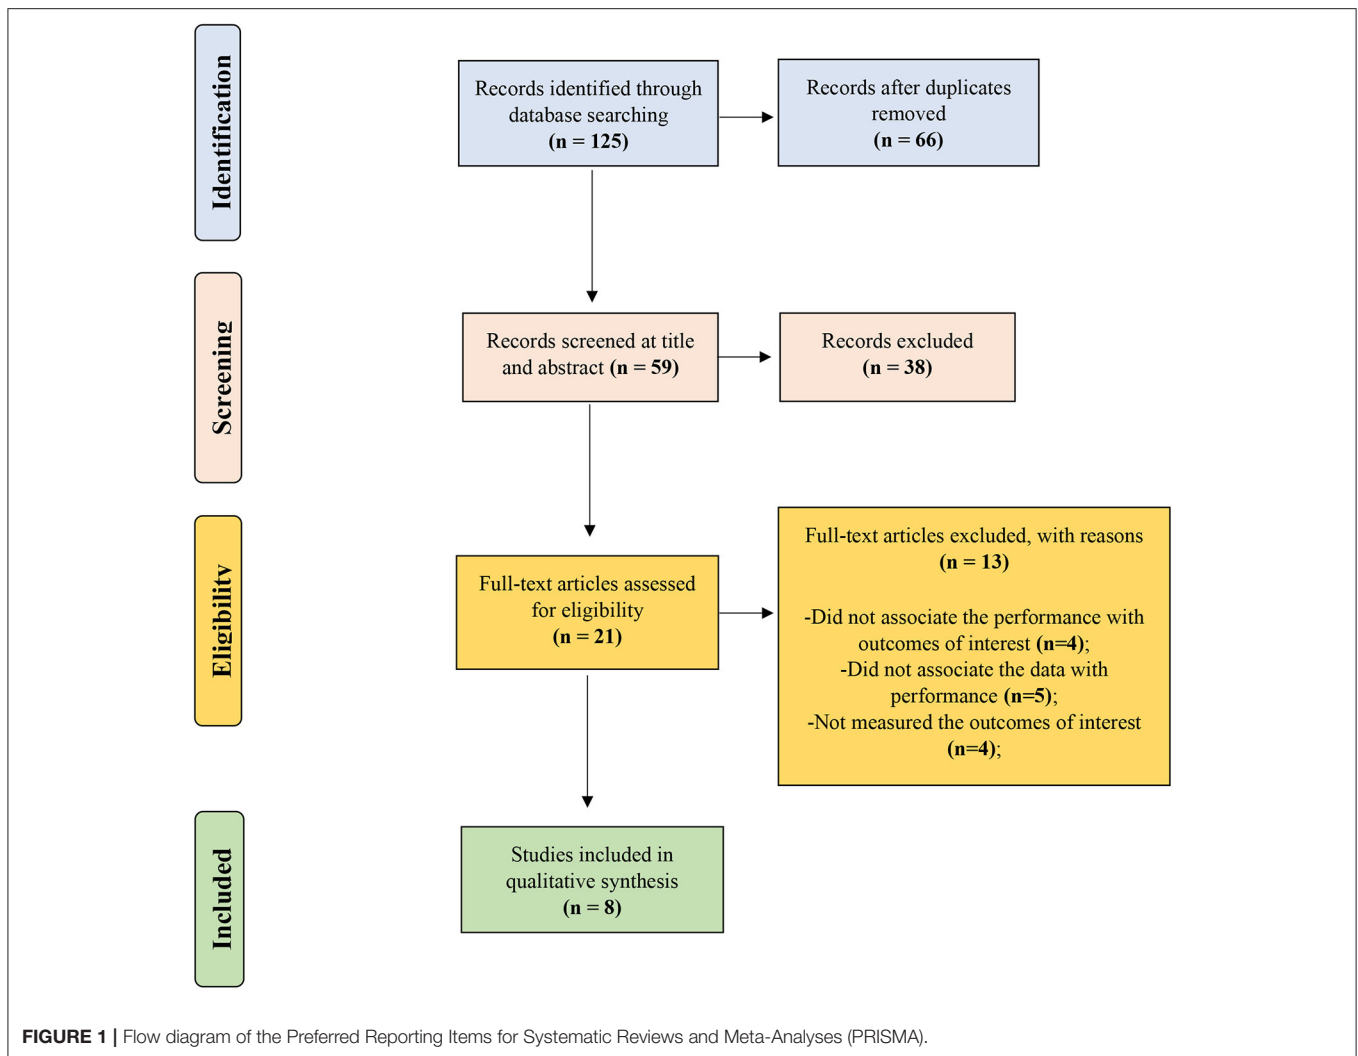 Identification
Records identified through
database searching
(n = 125)
Records after duplicates
removed
(n = 66)
Screening
Records screened at title
and abstract (n = 59)
Records excluded
(n = 38)
Eligibility
Full-text articles assessed
for eligibility
(n = 21)
Full-text articles excluded, with reasons
(n = 13)
-Did not associate the performance with
outcomes of interest (n=4);
-Did not associate the data with
performance (n=5);
-Not measured the outcomes of interest
(n=4);
Included
Studies included in
qualitative synthesis
(n = 8)
FIGURE 1 | Flow diagram of the Preferred Reporting Items for Systematic Reviews and Meta-Analyses (PRISMA).